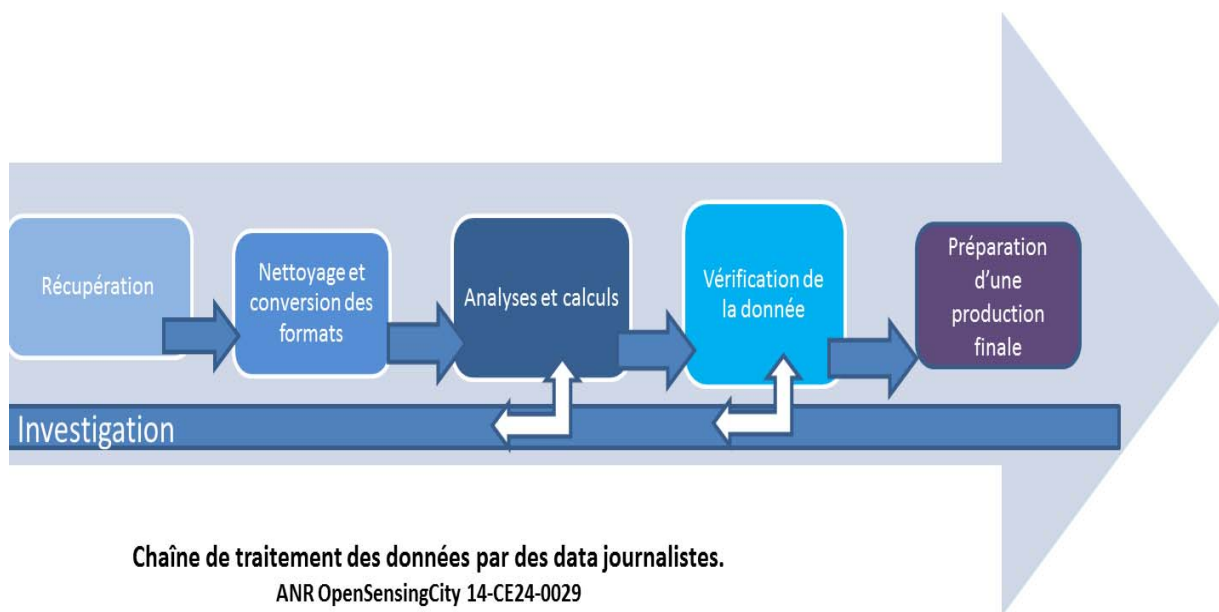 Récupération
Nettoyage et
conversion des
formats
Analyses et calculs
Vérification de
la donnée
Préparation
d’une
production
finale
Investigation
Chaîne de traitement des données par des data journalistes.
ANR OpenSensingCity 14-CE24-0029